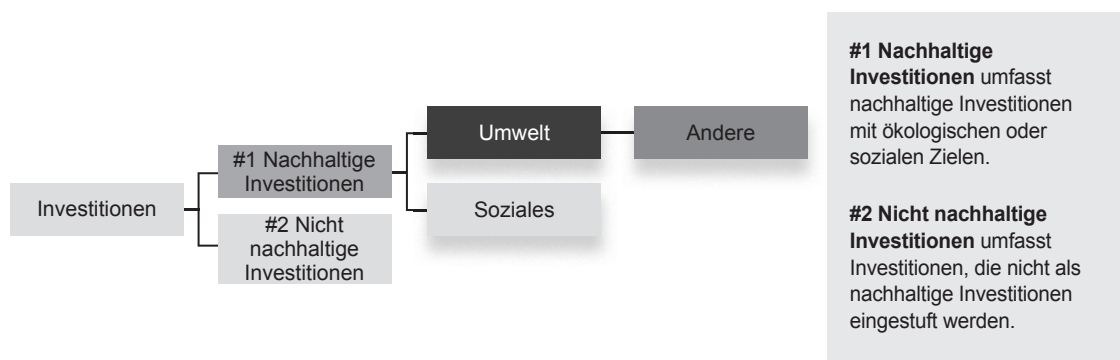 Investitionen
#1 Nachhaltige
Investitionen
#2 Nicht
nachhaltige
Investitionen
Umwelt
Soziales
Andere
#1 Nachhaltige
Investitionen umfasst
nachhaltige Investitionen
mit ökologischen oder
sozialen Zielen.
#2 Nicht nachhaltige
Investitionen umfasst
Investitionen, die nicht als
nachhaltige Investitionen
eingestuft werden.